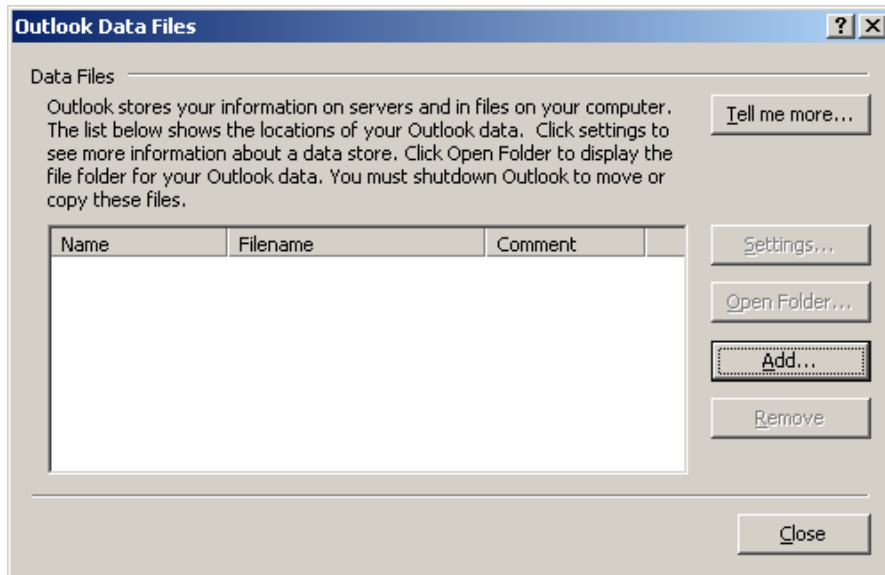 Outlook Data Files
Data Files
Outlook stores your information on servers and in files on your computer.
The list below shows the locations of your Outlook data.  Click settings to
see more information about a data store. Click Open Folder to display the
file folder for your Outlook data. You must shutdown Outlook to move or
copy these files.
Tell me more...
Name Filename Comment
Settings...
Open Folder...
Add...
Remove
Close